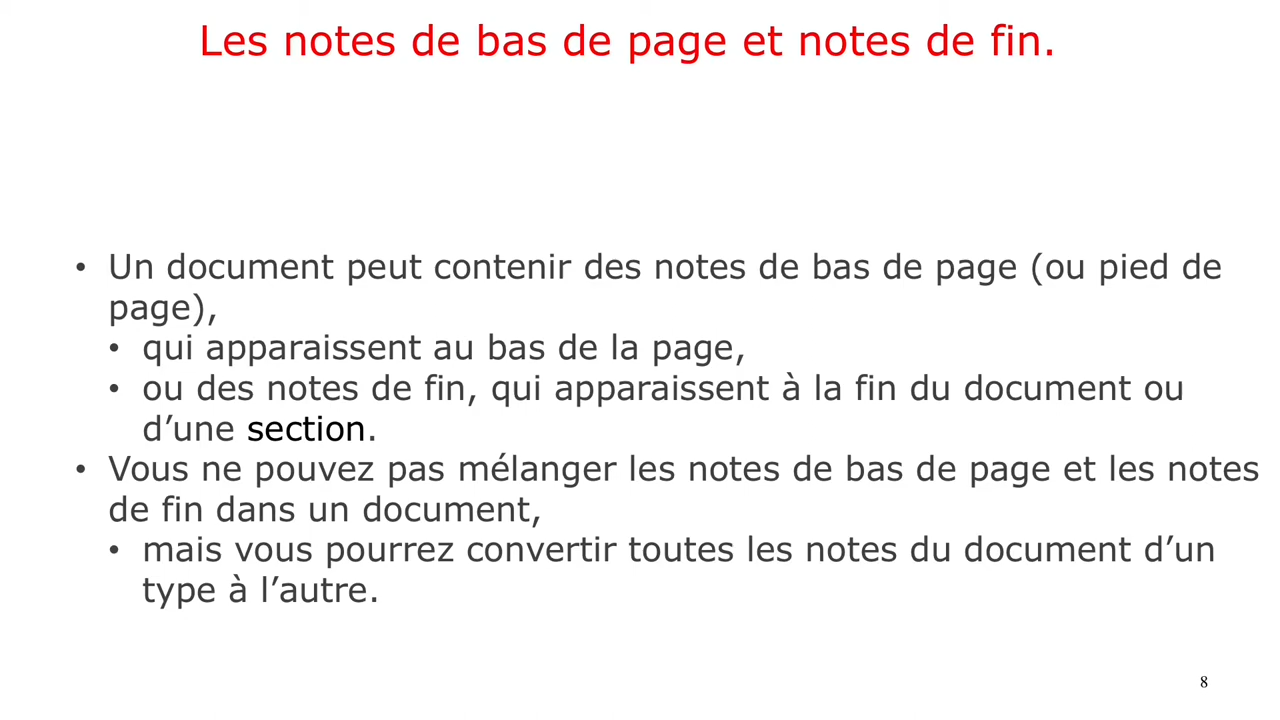 Les notes de bas de page et notes de fin.
• Un document peut contenir des notes de bas de page (ou pied de
page),
• qui apparaissent au bas de la page,
• ou des notes de fin, qui apparaissent à la fin du document ou
d’une section.
• Vous ne pouvez pas mélanger les notes de bas de page et les notes
de fin dans un document,
• mais vous pourrez convertir toutes les notes du document d’un
type à l’autre.
8